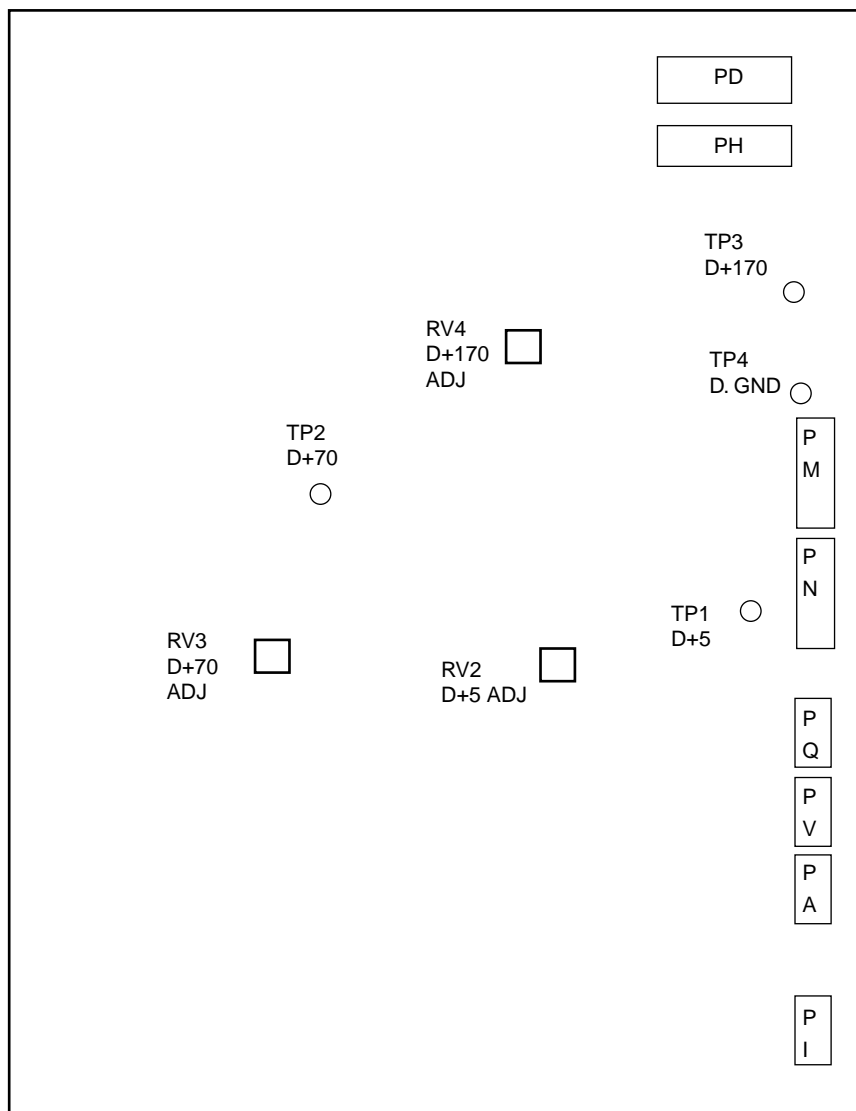 PD
PH
TP3
D+170
RV4
D+170
ADJ
TP4
D. GND
TP2
D+70
P
M
P
N
TP1
D+5
RV3
D+70
ADJ
RV2
D+5 ADJ
P
Q
P
V
P
A
P
I